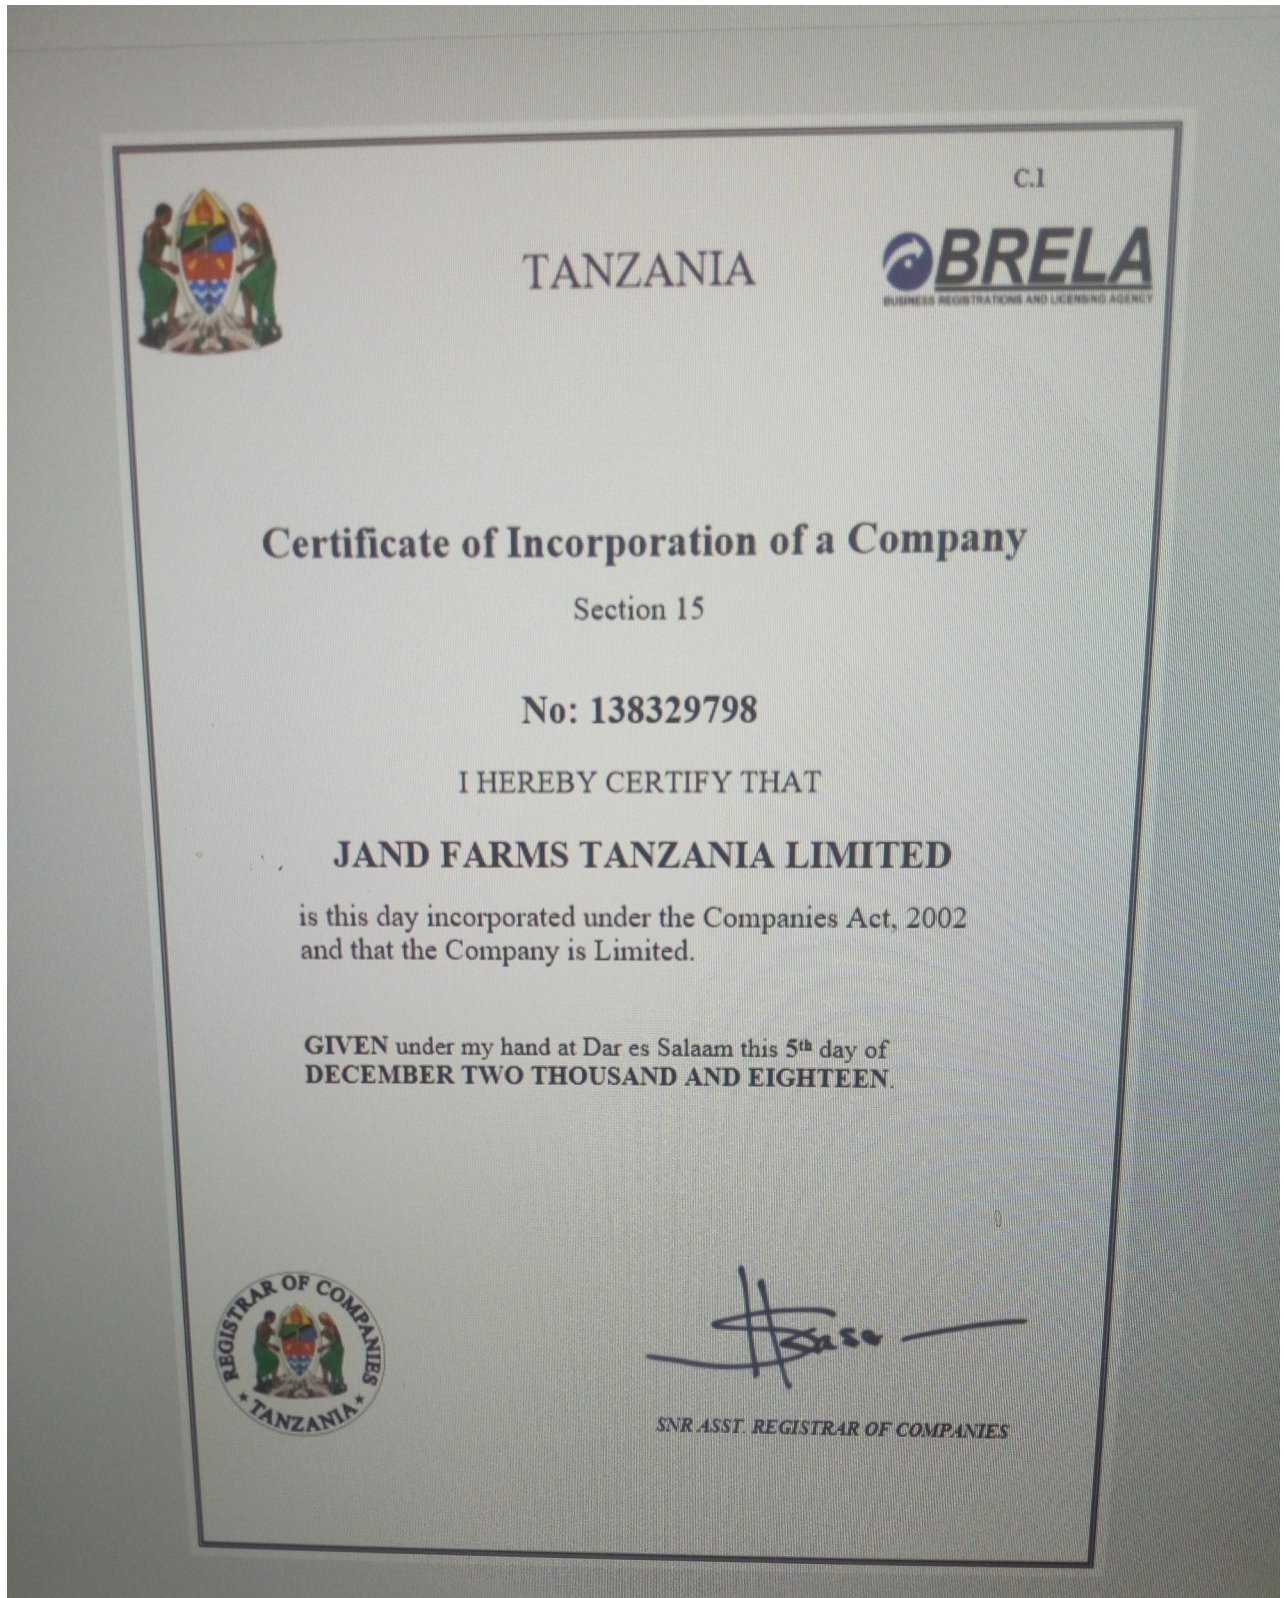 C.1
TANZANIA
BRELA
BUSINESS REGISTRATIONS AND LICENSING AGENCY
Certificate of Incorporation of a Company
Section 15
No: 138329798
I HEREBY CERTIFY THAT
JAND FARMS TANZANIA LIMITED
is this day incorporated under the Companies Act, 2002
and that the Company is Limited.
GIVEN under my hand at Dar es Salaam this 5th day of
DECEMBER TWO THOUSAND AND EIGHTEEN.
REGISTRAR OF COMPANIES
* TANZANIA *
SNR ASST. REGISTRAR OF COMPANIES